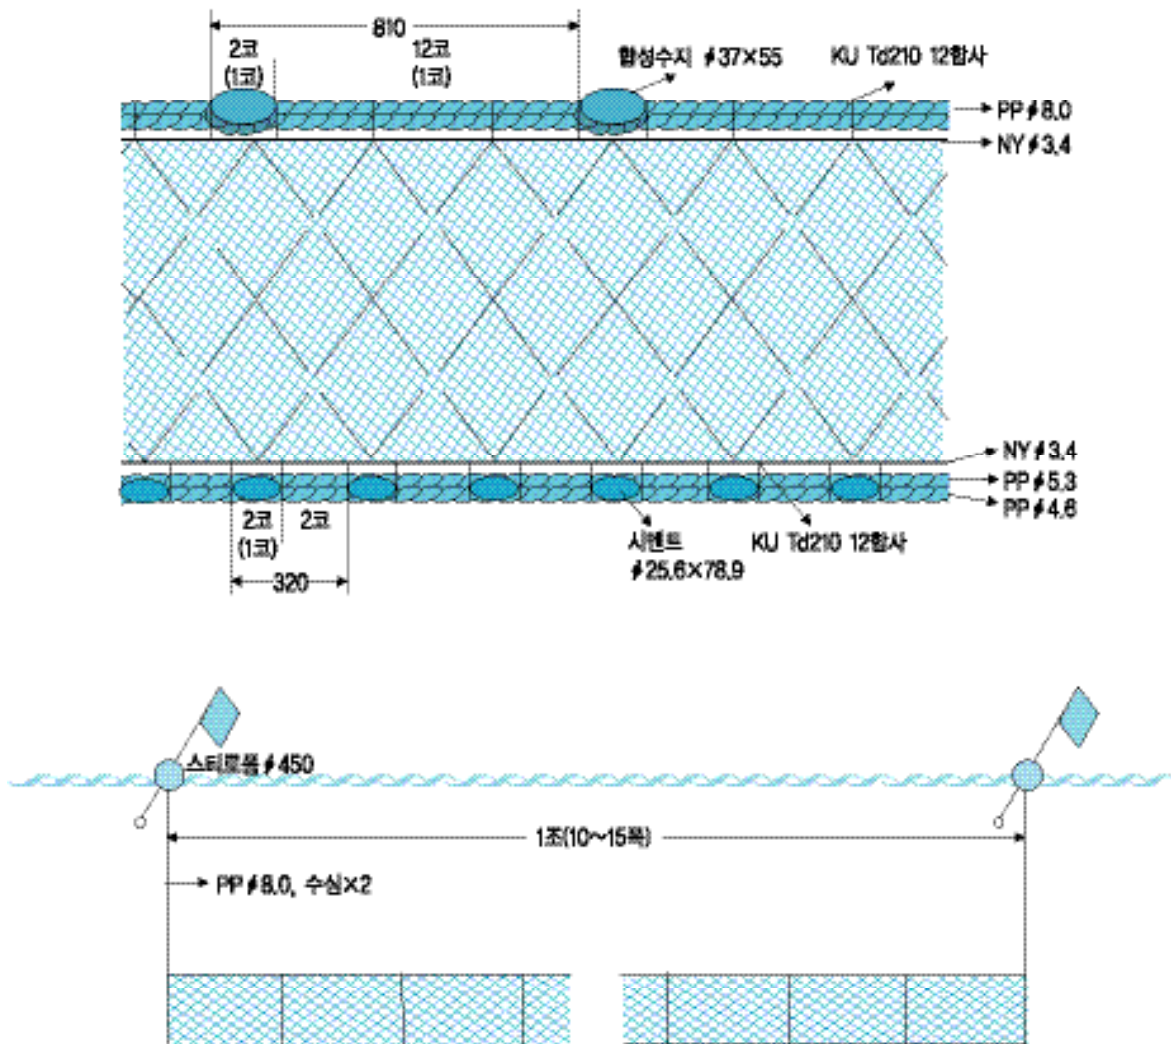 810
2코
(1코)
12코
(1코)
합성수지 ∮37×55
KU Td210 12합사
PP∮8.0
NY∮3.4
NY∮3.4
PP∮5.3
PP∮4.6
2코
(1코)
2코
시멘트
∮25.6×78.9
KU Td210 12합사
320
스티로폼∮450
1조(10~15폭)
PP∮8.0, 수심×2